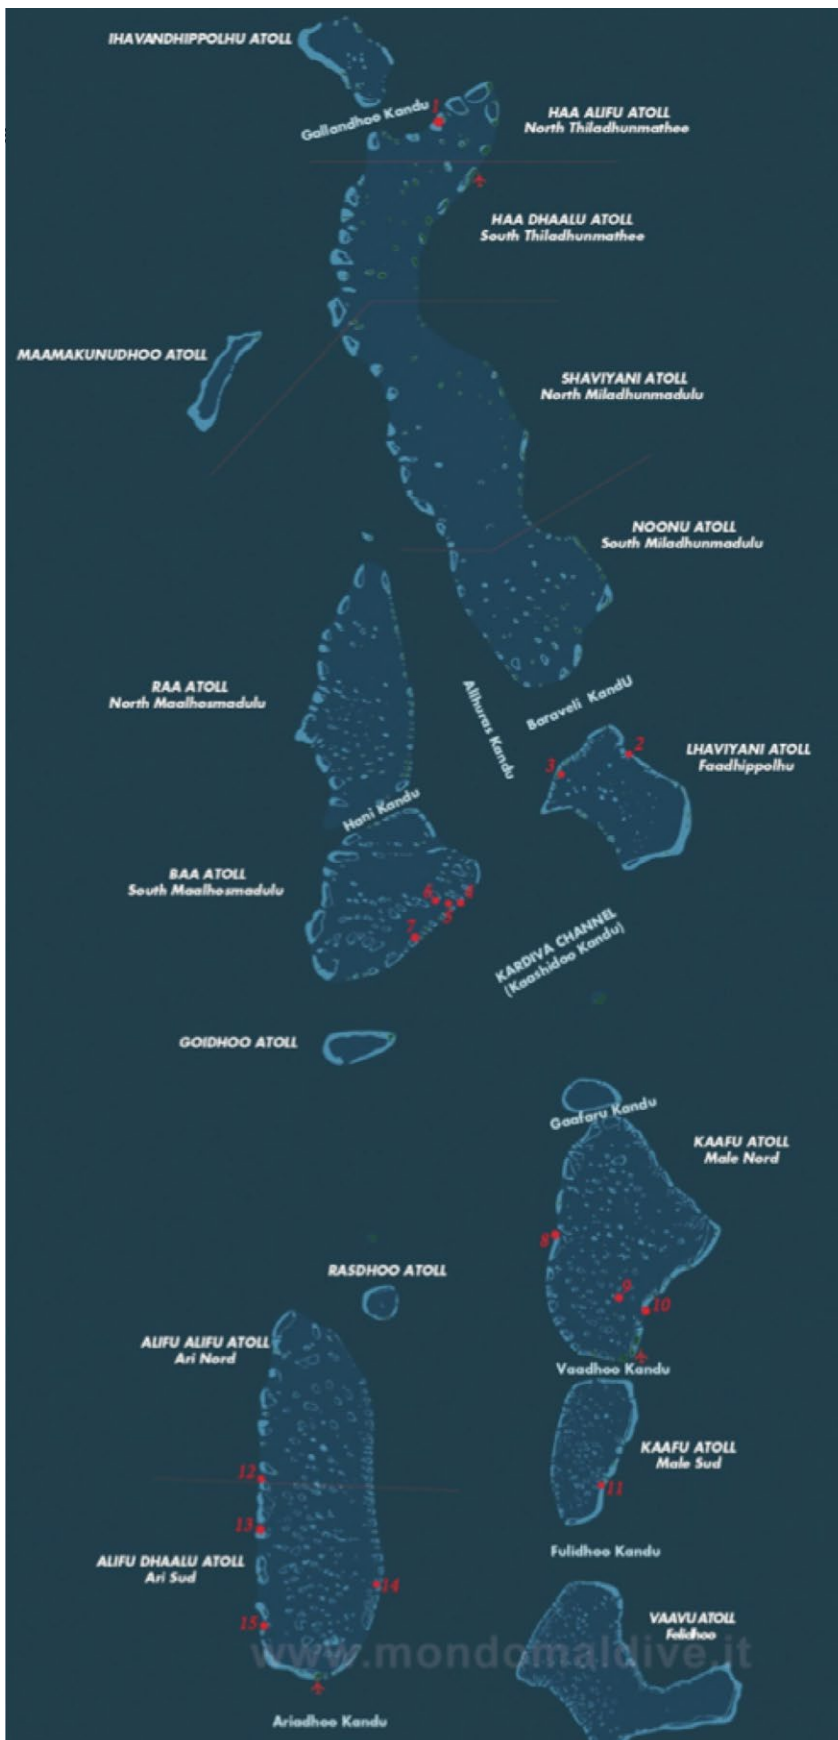 IHAVANDHIPPOLHU ATOLL
Gallandhoo Kandu
1
HAA ALIFU ATOLL
North Thiladhunmathee
HAA DHAALU ATOLL
South Thiladhunmathee
MAAMAKUNUDHOO ATOLL
SHAVIYANI ATOLL
North Miladhunmadulu
NOONU ATOLL
South Miladhunmadulu
RAA ATOLL
North Maalhosmadulu
Alihuras Kandu
Baraveli KandU
2
3
LHAVIYANI ATOLL
Faadhippolhu
Hani Kandu
BAA ATOLL
South Maalhosmadulu
6
4
5
7
KARDIVA CHANNEL
(Kaashidoo Kandu)
GOIDHOO ATOLL
Gaafaru Kandu
KAAFU ATOLL
Male Nord
8
RASDHOO ATOLL
9
10
ALIFU ALIFU ATOLL
Ari Nord
Vaadhoo Kandu
KAAFU ATOLL
Male Sud
12
11
13
Fulidhoo Kandu
ALIFU DHAALU ATOLL
Ari Sud
14
15
VAAVU ATOLL
Felidhoo
www.mondomaldive.it
Ariadhoo Kandu